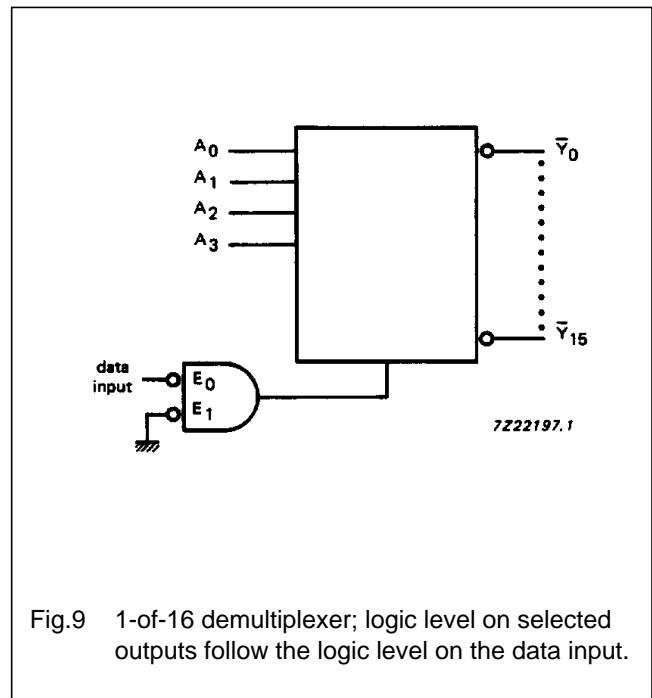 A0
A1
A2
A3
Y̅0
Y̅15
data
input
E0
E1
7Z22197.1
Fig.9 1-of-16 demultiplexer; logic level on selected
outputs follow the logic level on the data input.